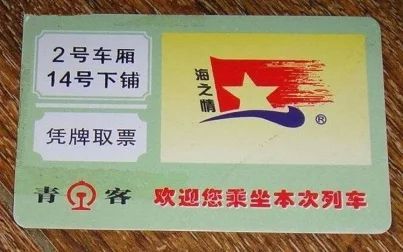 2号车厢
14号下铺
凭牌取票
海之情
®
青 客
欢迎您乘坐本次列车